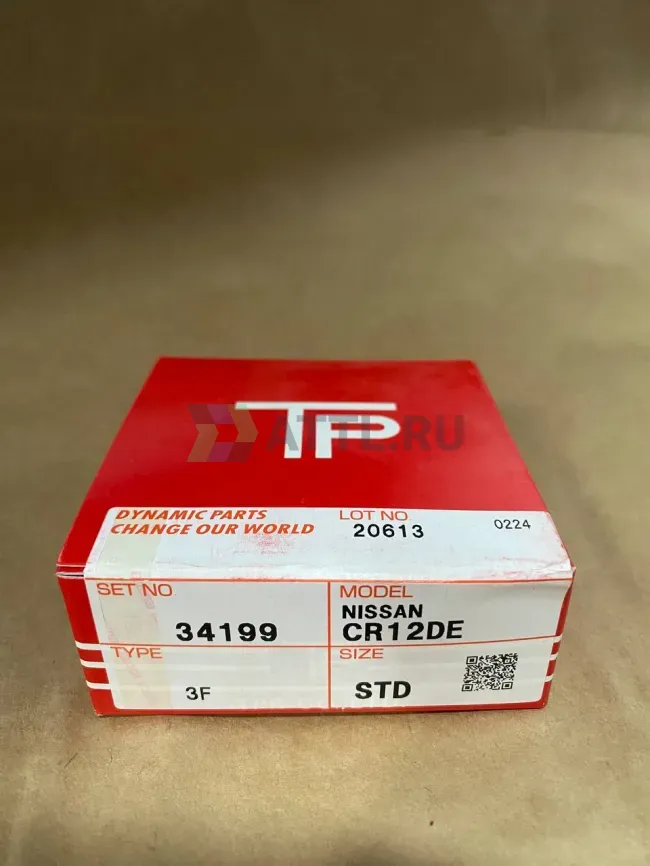 TP
ATTL.RU
DYNAMIC PARTS
CHANGE OUR WORLD
LOT NO
20613
0224
SET NO
34199
MODEL
NISSAN
CR12DE
TYPE
3F
SIZE
STD